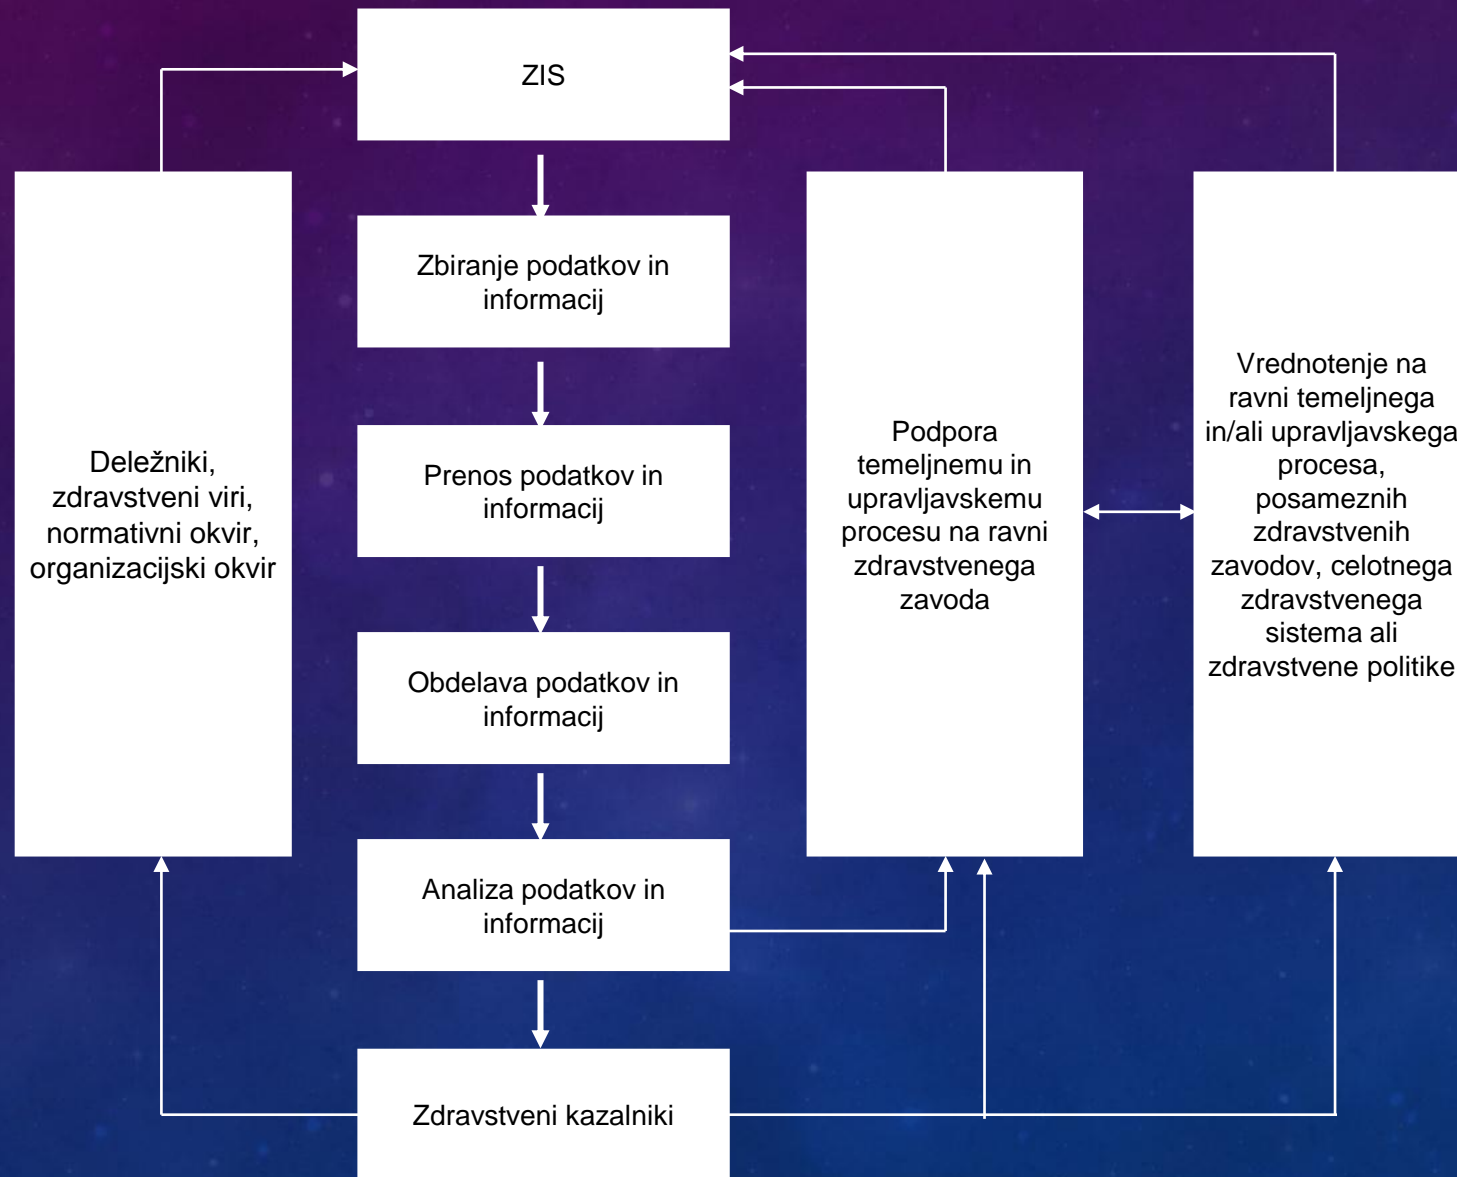 ZIS
Zbiranje podatkov in
informacij
Prenos podatkov in
informacij
Obdelava podatkov in
informacij
Analiza podatkov in
informacij
Zdravstveni kazalniki
Deležniki,
zdravstveni viri,
normativni okvir,
organizacijski okvir
Podpora
temeljnemu in
upravljavskemu
procesu na ravni
zdravstvenega
zavoda
Vrednotenje na
ravni temeljnega
in/ali upravljavskega
procesa,
posameznih
zdravstvenih
zavodov, celotnega
zdravstvenega
sistema ali
zdravstvene politike